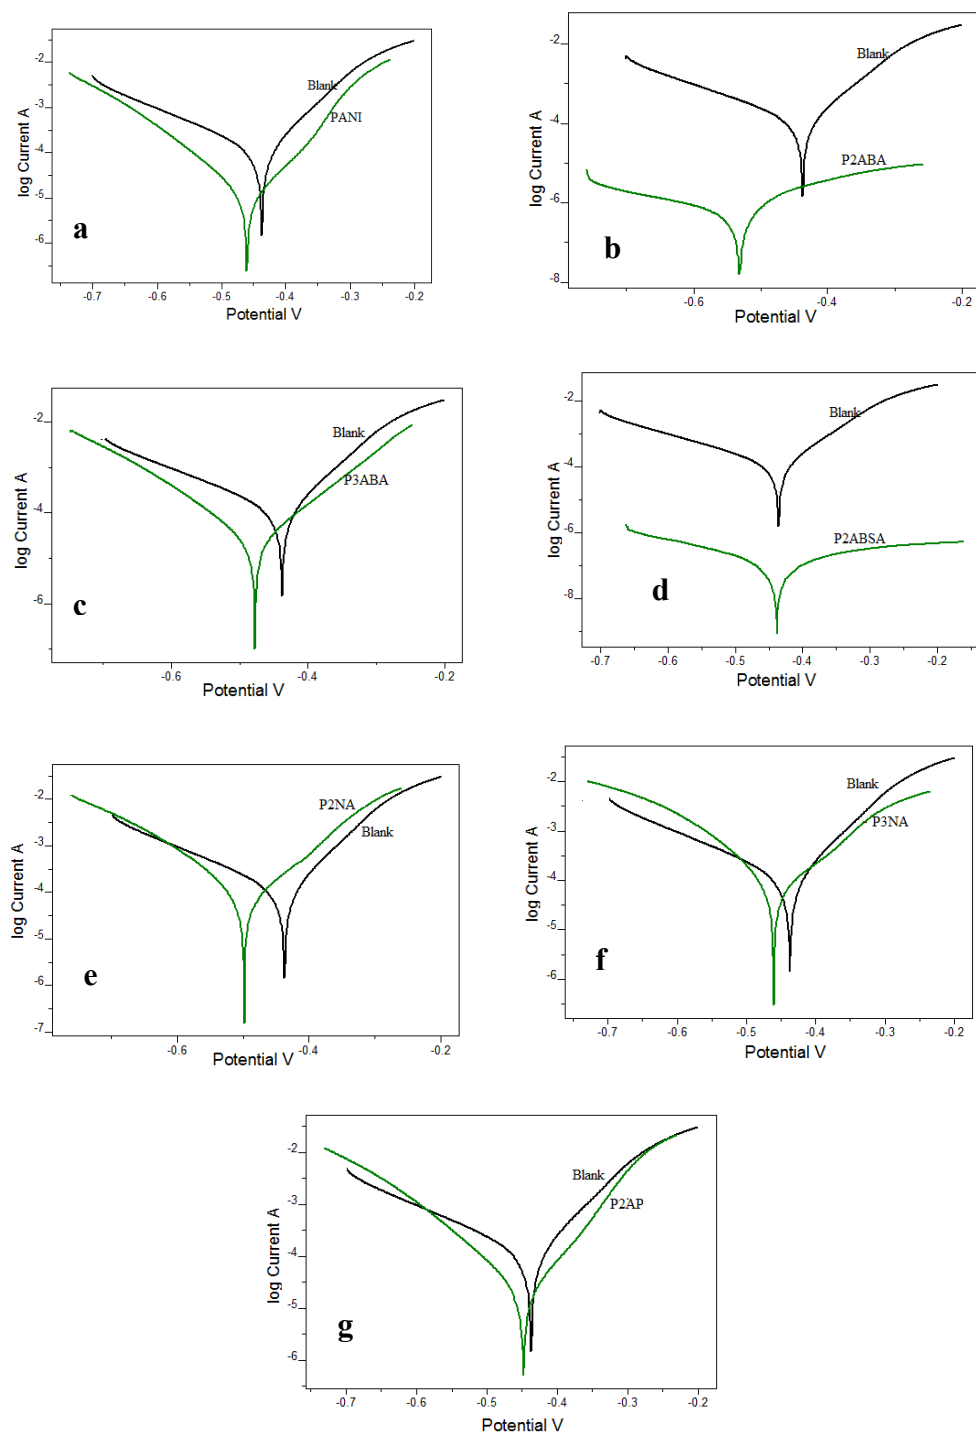 -2
-3
-4
-5
-6
log Current A
Blank
PANI
a
-0.7
-0.6
-0.5
-0.4
-0.3
-0.2
Potential V
-2
-4
-6
-8
log Current A
Blank
P2ABA
b
-0.6
-0.4
-0.2
Potential V
-2
-4
-6
log Current A
Blank
P3ABA
c
-0.6
-0.4
-0.2
Potential V
-2
-4
-6
-8
log Current A
Blank
P2ABSA
d
-0.7
-0.6
-0.5
-0.4
-0.3
-0.2
Potential V
-2
-3
-4
-5
-6
-7
log Current A
P2NA
Blank
e
-0.6
-0.4
-0.2
Potential V
-2
-3
-4
-5
-6
log Current A
Blank
P3NA
f
-0.7
-0.6
-0.5
-0.4
-0.3
-0.2
Potential V
-2
-3
-4
-5
-6
log Current A
Blank
P2AP
g
-0.7
-0.6
-0.5
-0.4
-0.3
-0.2
Potential V